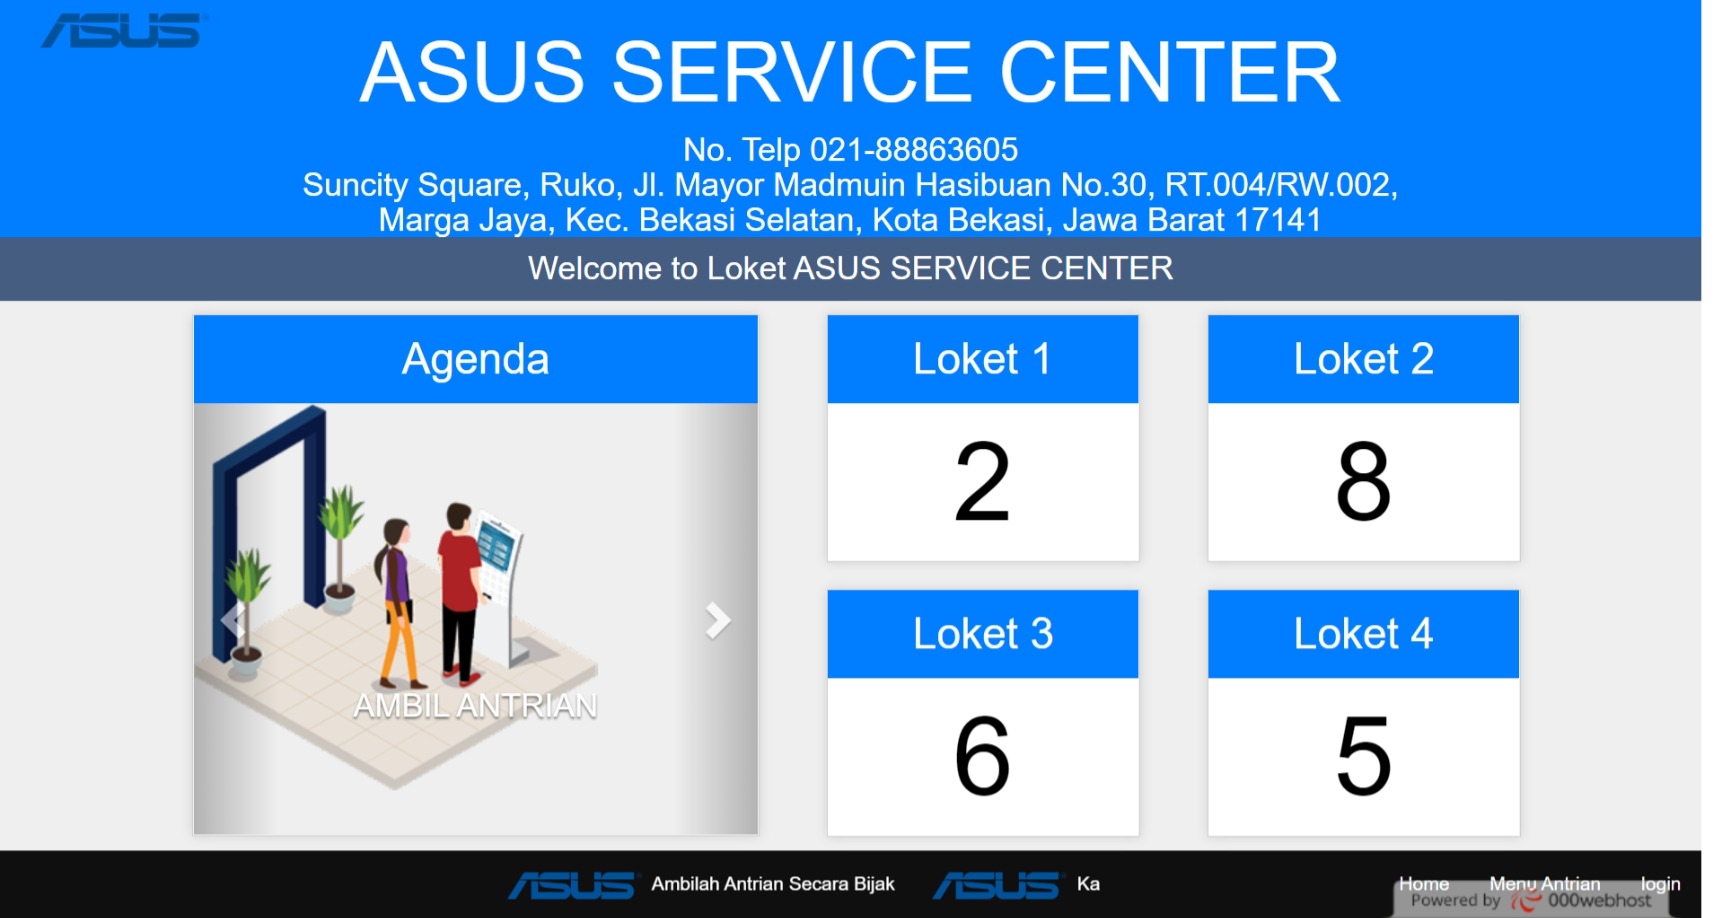 ASUS
ASUS SERVICE CENTER
No. Telp 021-88863605
Suncity Square, Ruko, Jl. Mayor Madmuin Hasibuan No.30, RT.004/RW.002,
Marga Jaya, Kec. Bekasi Selatan, Kota Bekasi, Jawa Barat 17141
Welcome to Loket ASUS SERVICE CENTER
Agenda
AMBIL ANTRIAN
Loket 1
2
Loket 2
8
Loket 3
6
Loket 4
5
ASUS Ambilah Antrian Secara Bijak ASUS Ka
Home Menu Antrian login
Powered by 000webhost